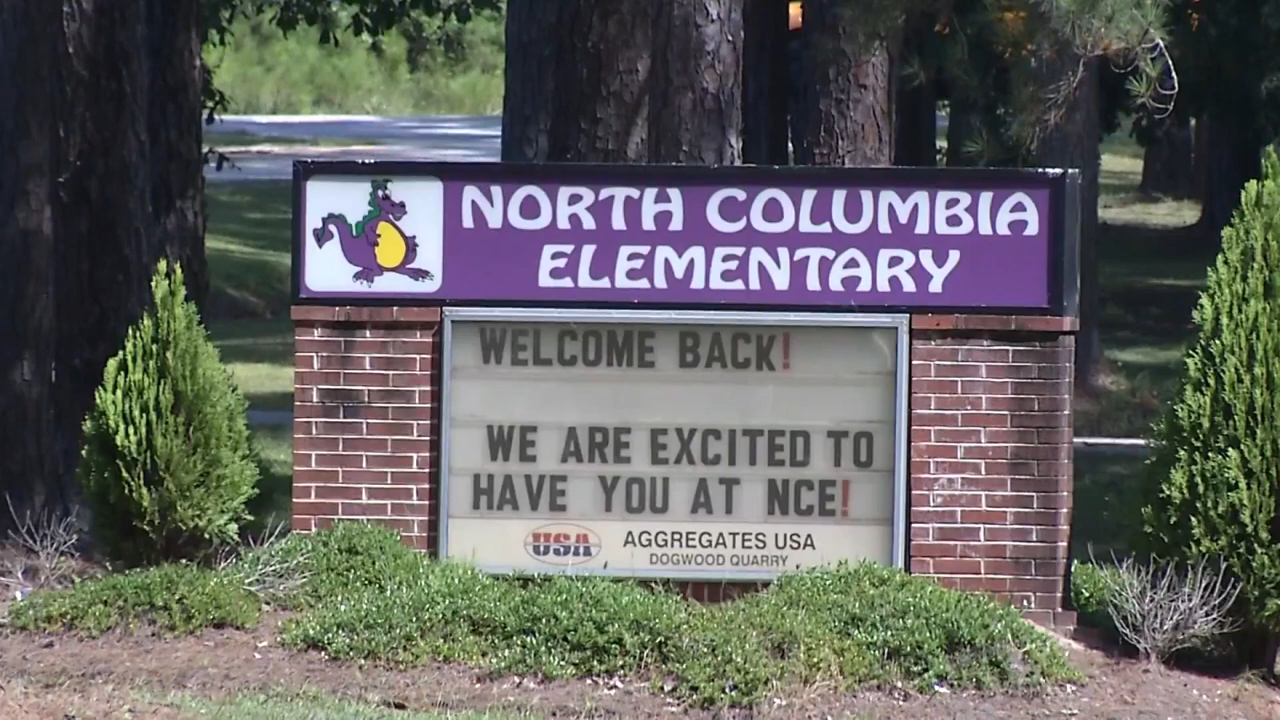 NORTH COLUMBIA
ELEMENTARY
WELCOME BACK!
WE ARE EXCITED TO
HAVE YOU AT NCE!
USA AGGREGATES USA
DOGWOOD QUARRY